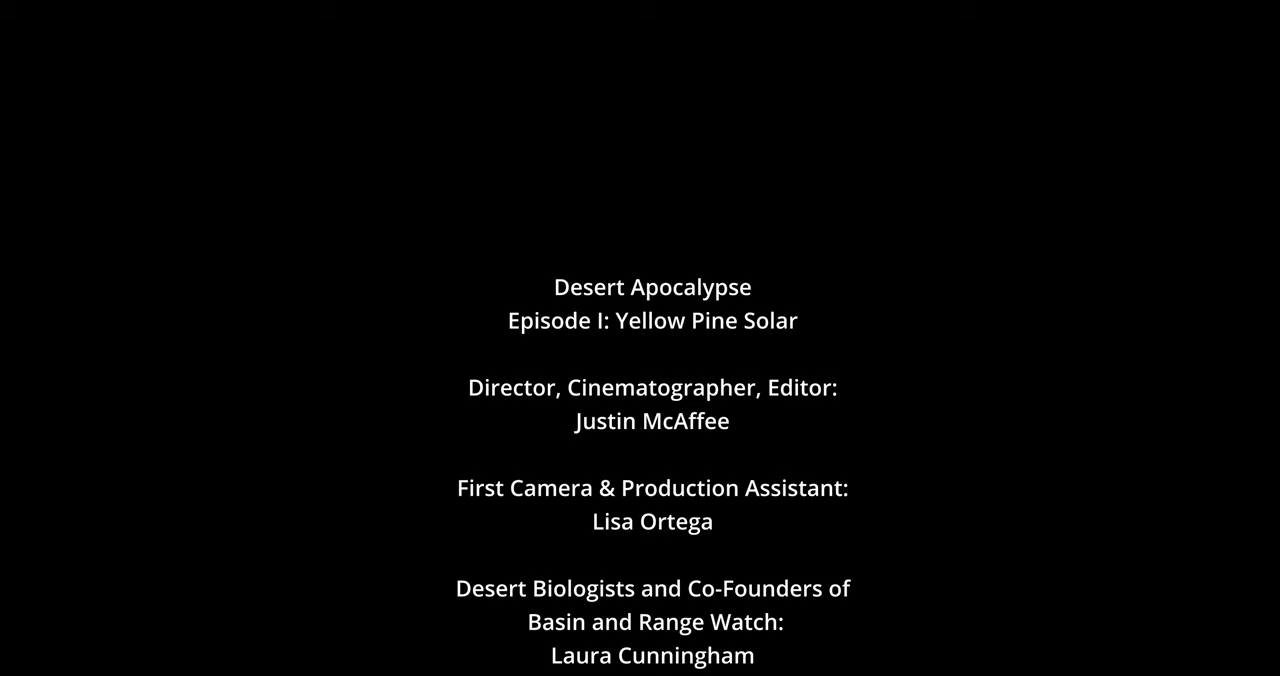 Desert Apocalypse
Episode I: Yellow Pine Solar
Director, Cinematographer, Editor:
Justin McAffee
First Camera & Production Assistant:
Lisa Ortega
Desert Biologists and Co-Founders of
Basin and Range Watch:
Laura Cunningham